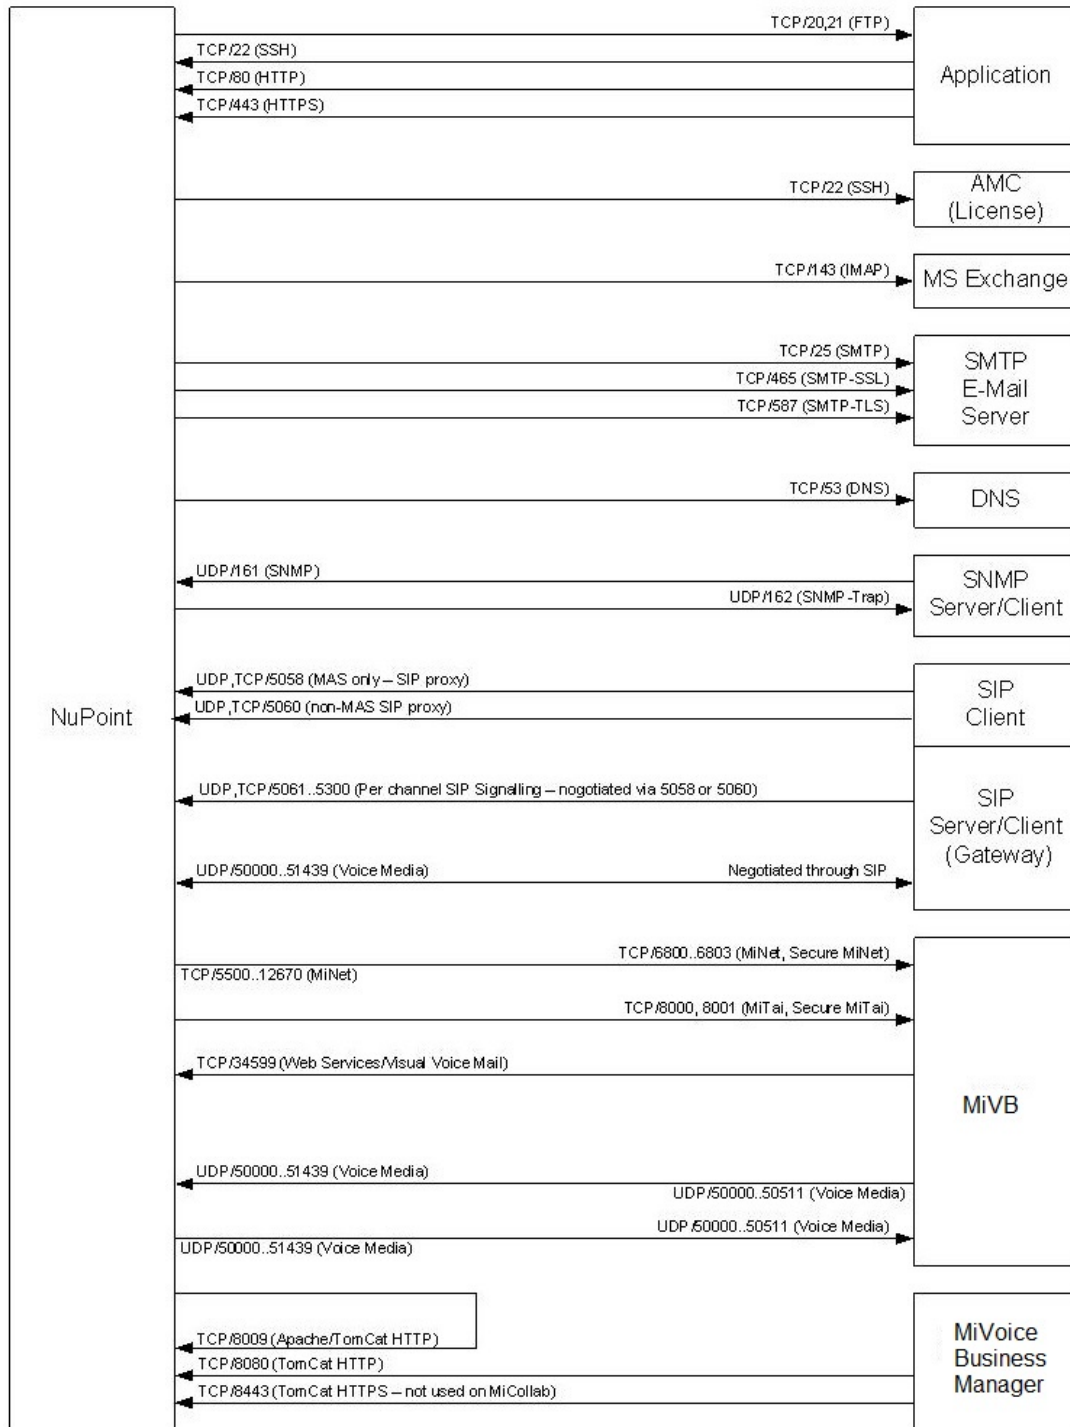 TCP/20,21 (FTP)
TCP/22 (SSH)
TCP/80 (HTTP)
TCP/443 (HTTPS)
Application
TCP/22 (SSH)
AMC
(License)
TCP/143 (IMAP)
MS Exchange
TCP/25 (SMTP)
TCP/465 (SMTP-SSL)
TCP/587 (SMTP-TLS)
SMTP
E-Mail
Server
TCP/53 (DNS)
DNS
UDP/161 (SNMP)
UDP/162 (SNMP-Trap)
SNMP
Server/Client
NuPoint
UDP,TCP/5058 (MAS only – SIP proxy)
UDP,TCP/5060 (non-MAS SIP proxy)
SIP
Client
UDP,TCP/5061..5300 (Per channel SIP Signalling – nogotiated via 5058 or 5060)
UDP/50000..51439 (Voice Media)
Negotiated through SIP
SIP
Server/Client
(Gateway)
TCP/6800..6803 (MiNet, Secure MiNet)
TCP/5500..12670 (MiNet)
TCP/8000, 8001 (MiTai, Secure MiTai)
TCP/34599 (Web Services/Visual Voice Mail)
MiVB
UDP/50000..51439 (Voice Media)
UDP/50000..50511 (Voice Media)
UDP/50000..50511 (Voice Media)
UDP/50000..51439 (Voice Media)
TCP/8009 (Apache/TomCat HTTP)
TCP/8080 (TomCat HTTP)
TCP/8443 (TomCat HTTPS – not used on MiCollab)
MiVoice
Business
Manager